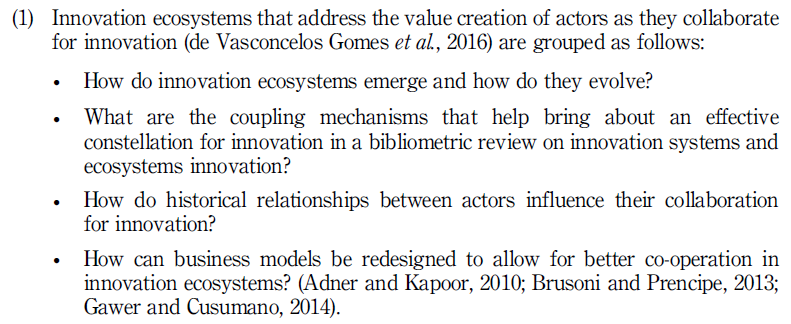 (1) Innovation ecosystems that address the value creation of actors as they collaborate
for innovation (de Vasconcelos Gomes et al., 2016) are grouped as follows:
• How do innovation ecosystems emerge and how do they evolve?
• What are the coupling mechanisms that help bring about an effective
constellation for innovation in a bibliometric review on innovation systems and
ecosystems innovation?
• How do historical relationships between actors influence their collaboration
for innovation?
• How can business models be redesigned to allow for better co-operation in
innovation ecosystems? (Adner and Kapoor, 2010; Brusoni and Prencipe, 2013;
Gawer and Cusumano, 2014).